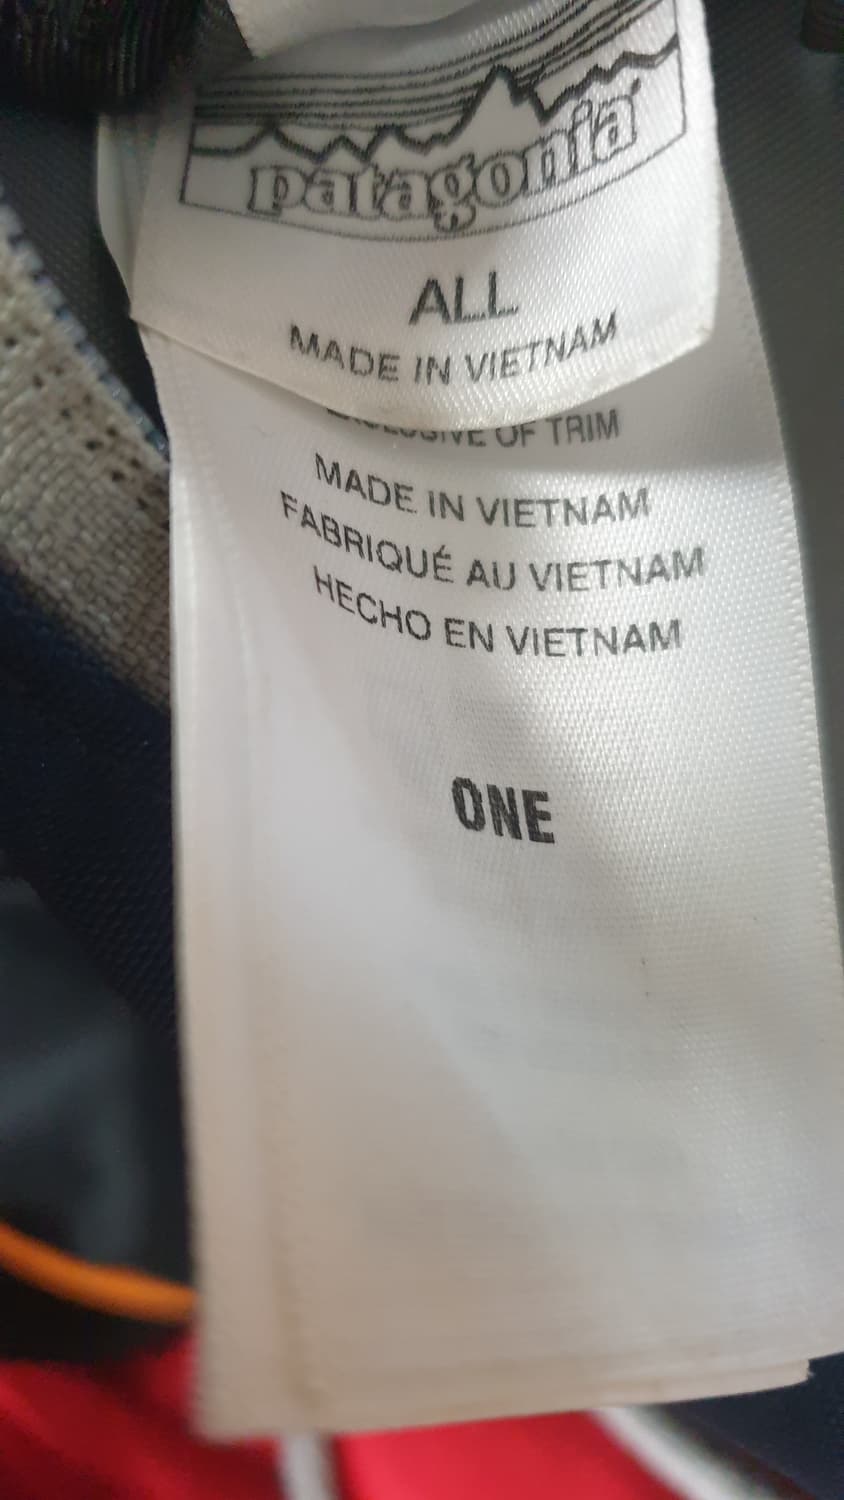 patagonia
ALL
MADE IN VIETNAM
EXCLUSIVE OF TRIM
MADE IN VIETNAM
FABRIQUÉ AU VIETNAM
HECHO EN VIETNAM
ONE